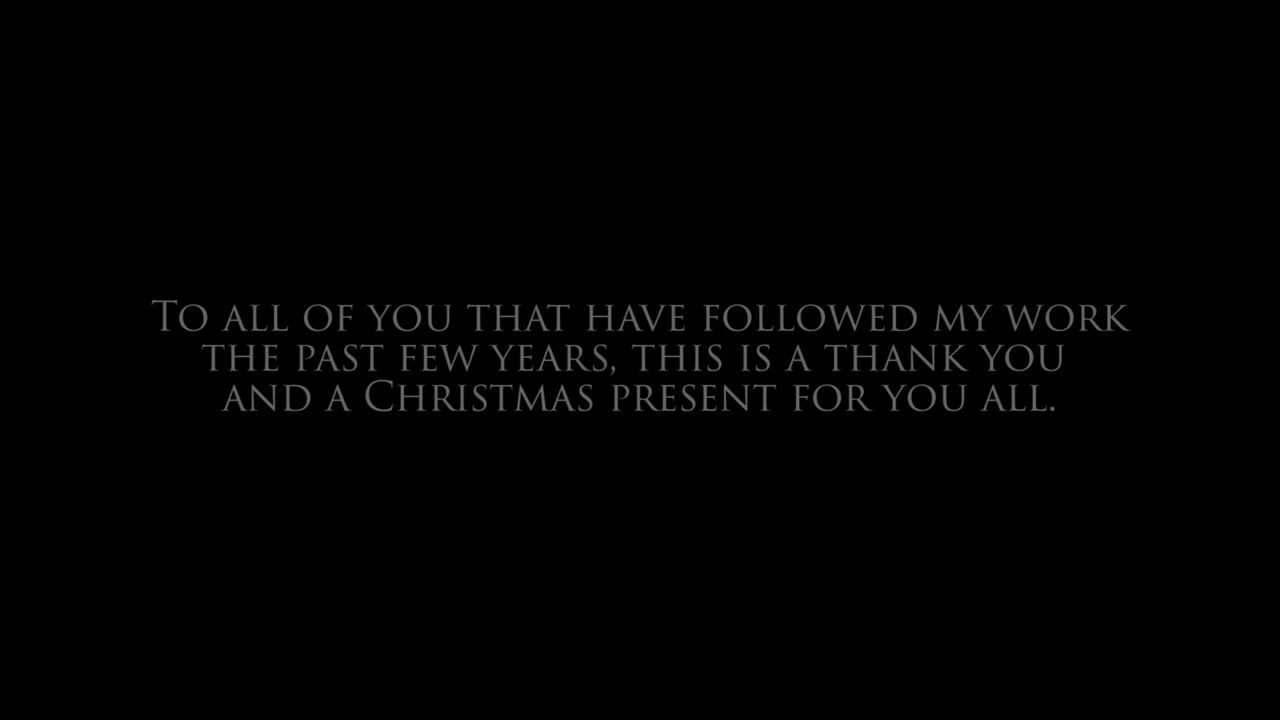 To all of you that have followed my work
the past few years, this is a thank you
and a Christmas present for you all.